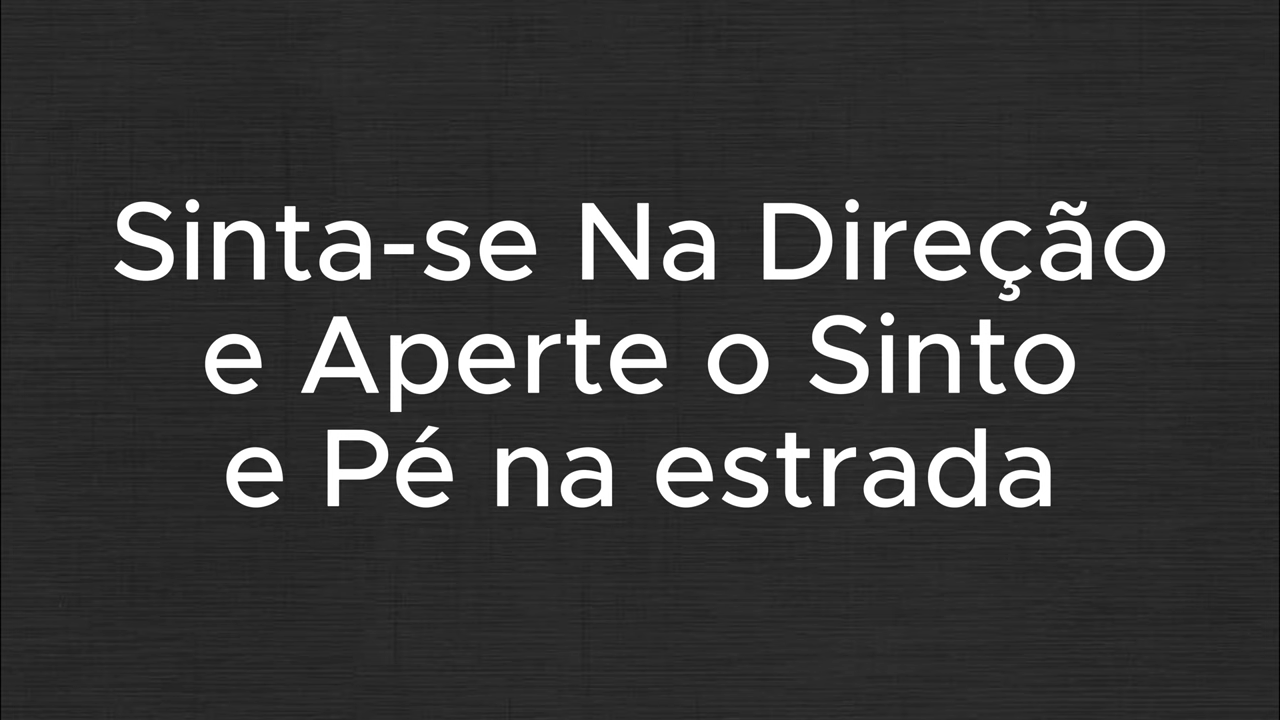 Sinta-se Na Direção
e Aperte o Sinto
e Pé na estrada